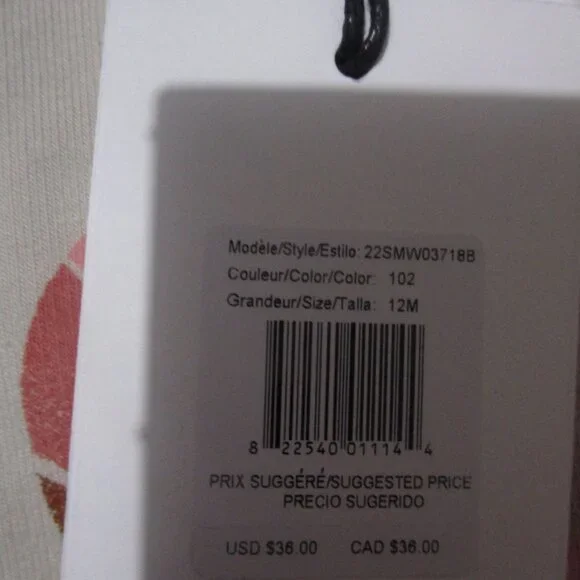 Modèle/Style/Estilo: 22SMW03718B
Couleur/Color/Color: 102
Grandeur/Size/Talla: 12M
8 22540 01114 4
PRIX SUGGÉRÉ/SUGGESTED PRICE
PRECIO SUGERIDO
USD $36.00 CAD $36.00